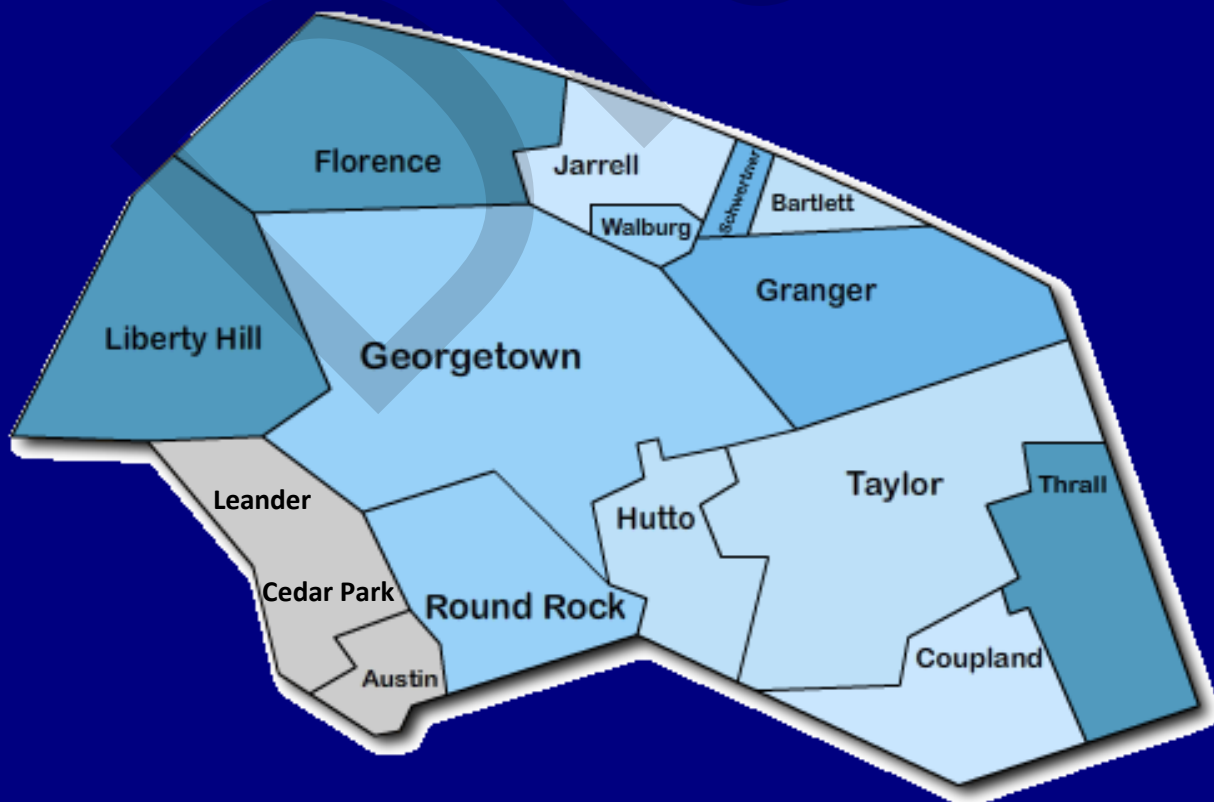 Florence
Jarrell
Schwertner
Bartlett
Walburg
Granger
Liberty Hill
Georgetown
Taylor
Thrall
Leander
Hutto
Cedar Park
Round Rock
Coupland
Austin